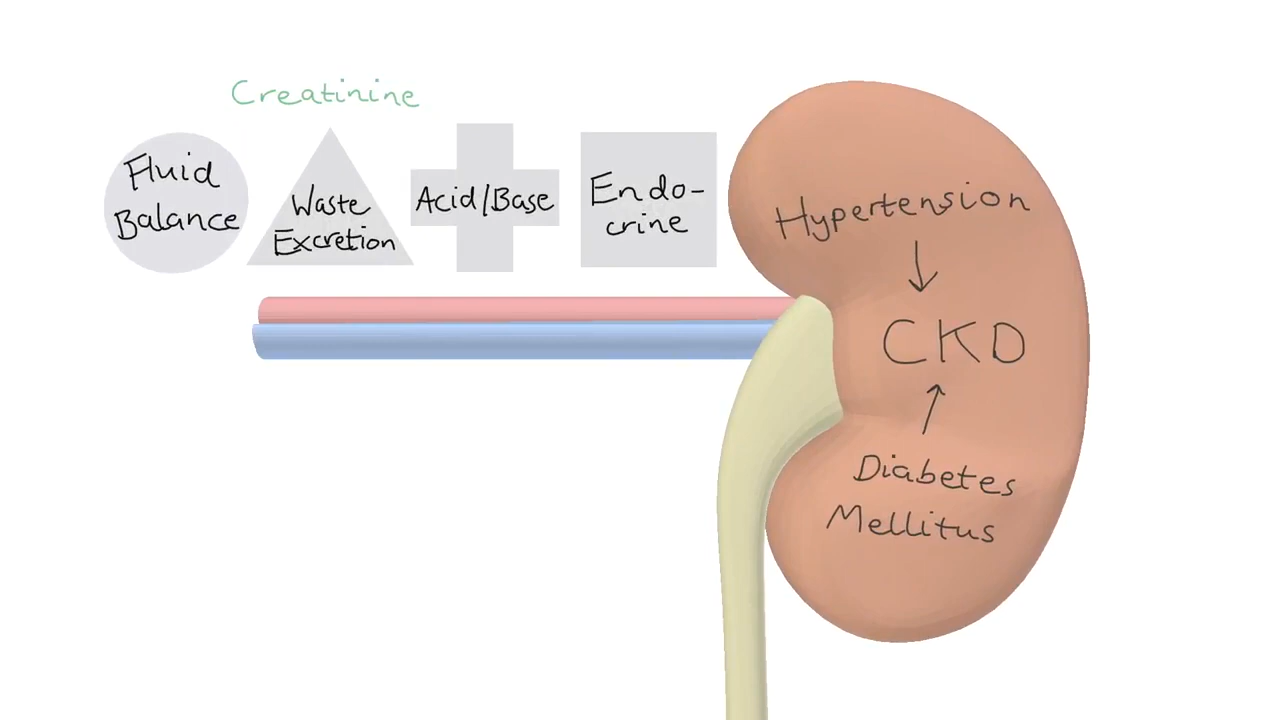 Creatinine
Fluid
Balance
Waste
Excretion
Acid/Base
Endo-
crine
Hypertension
CKD
Diabetes
Mellitus